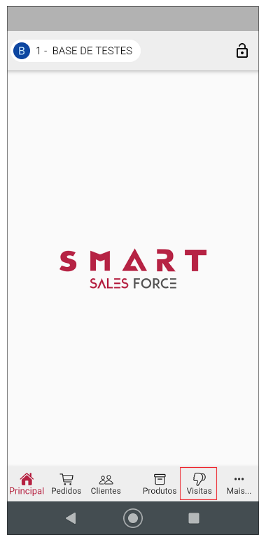 B 1 - BASE DE TESTES
SMART
SALES FORCE
Principal Pedidos Clientes Produtos Visitas Mais...